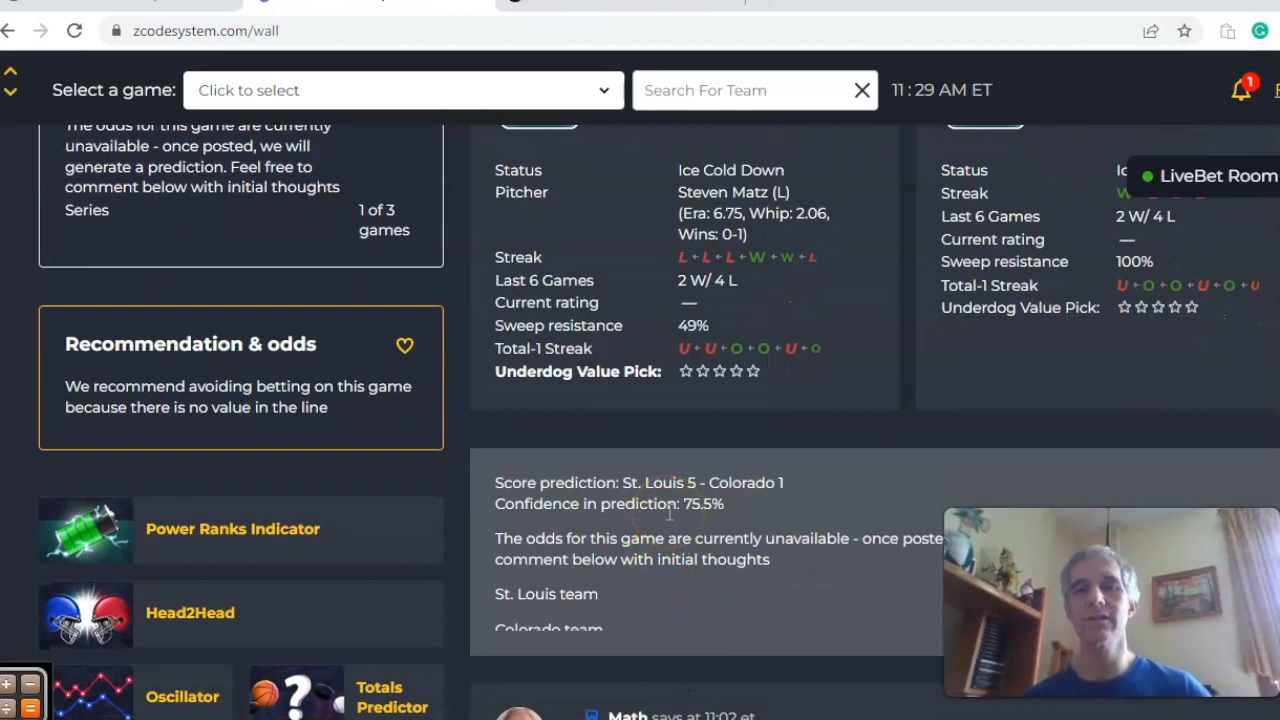 zcodesystem.com/wall
Select a game: Click to select Search For Team 11 : 29 AM ET 1
The odds for this game are currently
unavailable - once posted, we will
generate a prediction. Feel free to
comment below with initial thoughts
Series 1 of 3
games
Recommendation & odds
We recommend avoiding betting on this game
because there is no value in the line
Power Ranks Indicator
Head2Head
Oscillator
Totals
Predictor
Status Ice Cold Down
Pitcher Steven Matz (L)
(Era: 6.75, Whip: 2.06,
Wins: 0-1)
Streak L L L W W L
Last 6 Games 2 W/ 4 L
Current rating —
Sweep resistance 49%
Total-1 Streak U U O O U O
Underdog Value Pick:
Status
LiveBet Room
Streak W
Last 6 Games 2 W/ 4 L
Current rating —
Sweep resistance 100%
Total-1 Streak U O O U O U
Underdog Value Pick:
Score prediction: St. Louis 5 - Colorado 1
Confidence in prediction: 75.5%
The odds for this game are currently unavailable - once poste
comment below with initial thoughts
St. Louis team
Colorado team
Math says at 11:02 et